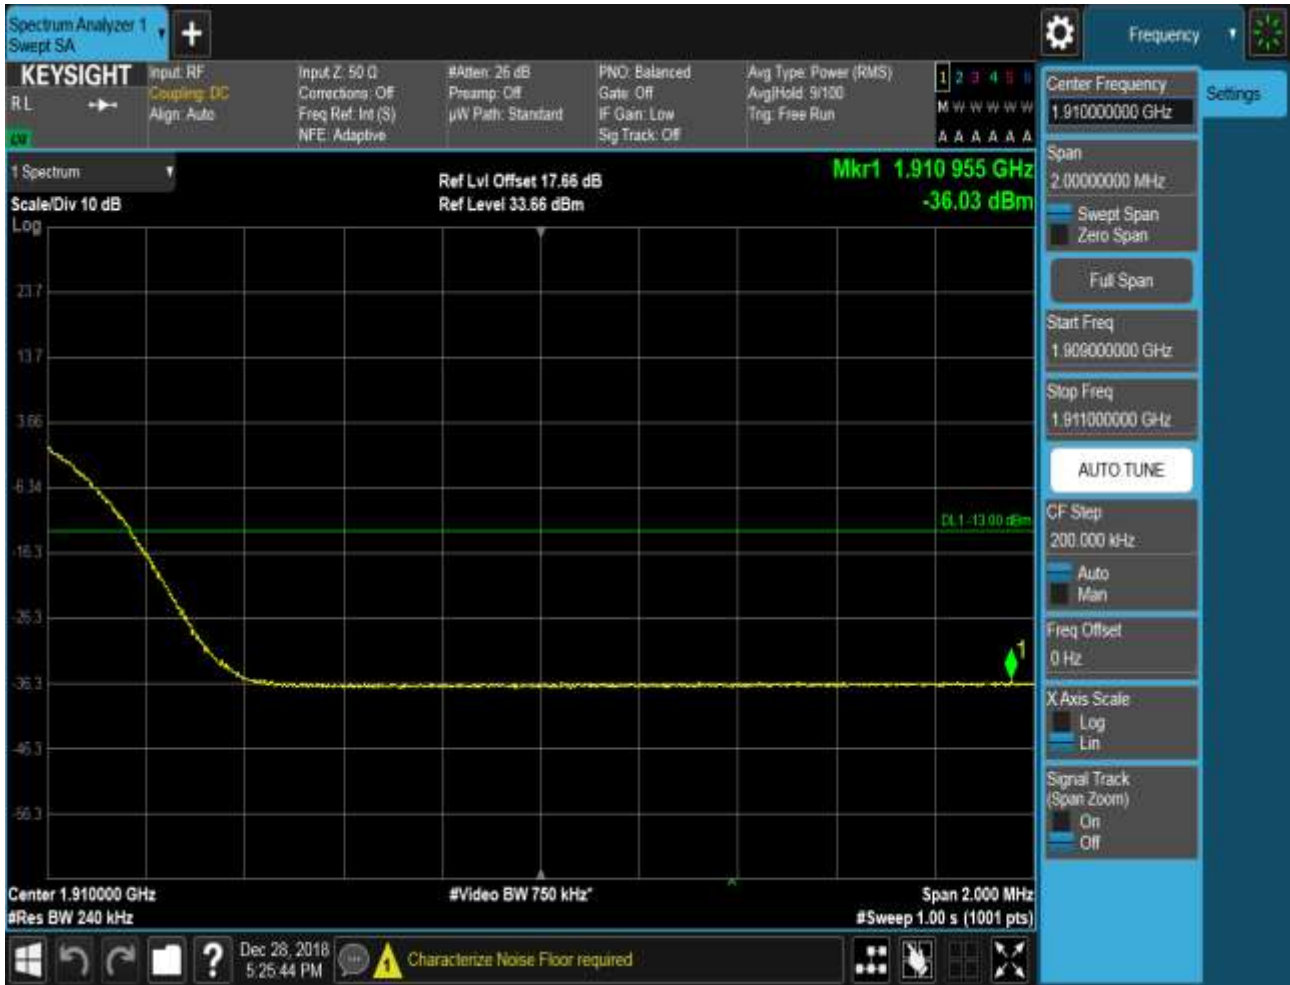 Spectrum Analyzer 1
Swept SA
+
Frequency
KEYSIGHT
RL
Input: RF
Coupling: DC
Align: Auto
Input Z: 50 Ω
Corrections: Off
Freq Ref: Int (S)
NFE: Adaptive
#Atten: 26 dB
Preamp: Off
µW Path: Standard
PNO: Balanced
Gate: Off
IF Gain: Low
Sig Track: Off
Avg Type: Power (RMS)
Avg|Hold: 9/100
Trig: Free Run
1 2 3 4 5 6
M W W W W W
A A A A A A
1 Spectrum
Scale/Div 10 dB
Log
Ref Lvl Offset 17.66 dB
Ref Level 33.66 dBm
Mkr1 1.910 955 GHz
-36.03 dBm
23.7
13.7
3.66
-6.34
-16.3
-26.3
-36.3
-46.3
-56.3
DL1 -13.00 dBm
1
Center 1.910000 GHz
#Res BW 240 kHz
#Video BW 750 kHz*
Span 2.000 MHz
#Sweep 1.00 s (1001 pts)
Center Frequency
1.910000000 GHz
Settings
Span
2.00000000 MHz
Swept Span
Zero Span
Full Span
Start Freq
1.909000000 GHz
Stop Freq
1.911000000 GHz
AUTO TUNE
CF Step
200.000 kHz
Auto
Man
Freq Offset
0 Hz
X Axis Scale
Log
Lin
Signal Track
(Span Zoom)
On
Off
?
Dec 28, 2018
5:25:44 PM
1
Characterize Noise Floor required